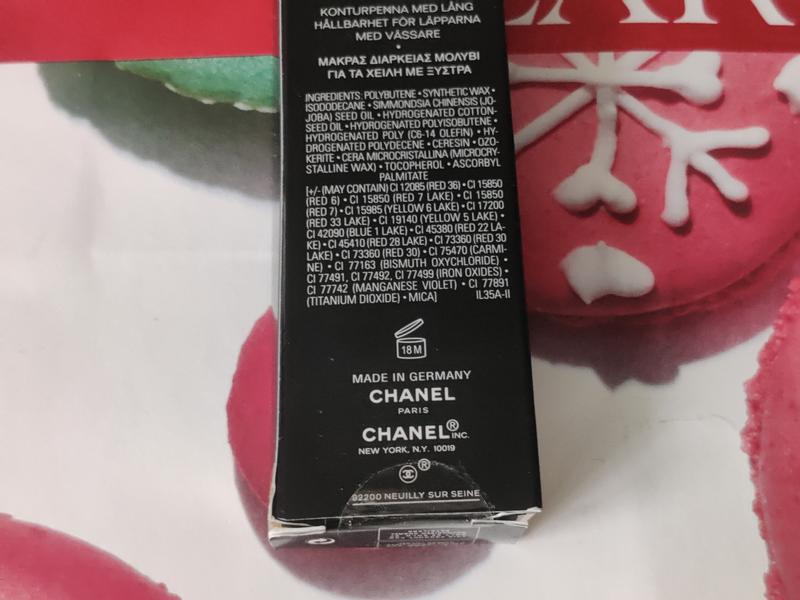 KONTURPENNA MED LÅNG
HÅLLBARHET FÖR LÄPPARNA
MED VÄSSARE
•
ΜΑΚΡΑΣ ΔΙΑΡΚΕΙΑΣ ΜΟΛΥΒΙ
ΓΙΑ ΤΑ ΧΕΙΛΗ ΜΕ ΞΥΣΤΡΑ
INGREDIENTS: POLYBUTENE • SYNTHETIC WAX •
ISODODECANE • SIMMONDSIA CHINENSIS (JO-
JOBA) SEED OIL • HYDROGENATED COTTON-
SEED OIL • HYDROGENATED POLYISOBUTENE •
HYDROGENATED POLY (C6-14 OLEFIN) • HY-
DROGENATED POLYDECENE • CERESIN • OZO-
KERITE • CERA MICROCRISTALLINA (MICROCRY-
STALLINE WAX) • TOCOPHEROL • ASCORBYL
PALMITATE
[+/- (MAY CONTAIN) CI 12085 (RED 36) • CI 15850
(RED 6) • CI 15850 (RED 7 LAKE) • CI 15850
(RED 7) • CI 15985 (YELLOW 6 LAKE) • CI 17200
(RED 33 LAKE) • CI 19140 (YELLOW 5 LAKE) •
CI 42090 (BLUE 1 LAKE) • CI 45380 (RED 22 LA-
KE) • CI 45410 (RED 28 LAKE) • CI 73360 (RED 30
LAKE) • CI 73360 (RED 30) • CI 75470 (CARMI-
NE) • CI 77163 (BISMUTH OXYCHLORIDE) •
CI 77491, CI 77492, CI 77499 (IRON OXIDES) •
CI 77742 (MANGANESE VIOLET) • CI 77891
(TITANIUM DIOXIDE) • MICA] IL35A-II
18 M
MADE IN GERMANY
CHANEL
PARIS
CHANEL® INC.
NEW YORK, N.Y. 10019
®
92200 NEUILLY SUR SEINE